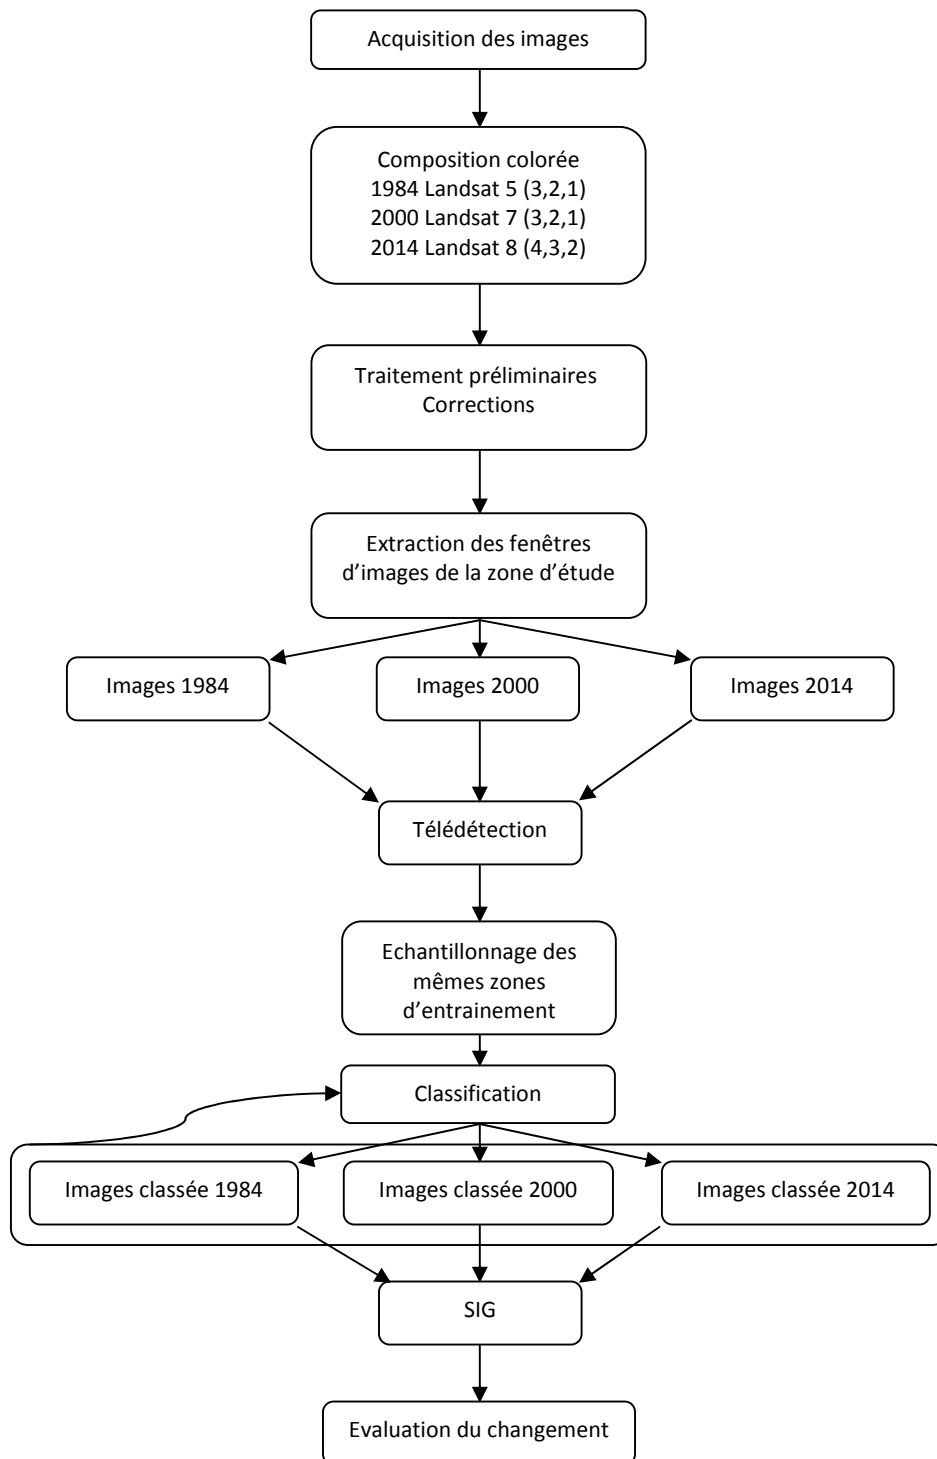 Acquisition des images
Composition colorée
1984 Landsat 5 (3,2,1)
2000 Landsat 7 (3,2,1)
2014 Landsat 8 (4,3,2)
Traitement préliminaires
Corrections
Extraction des fenêtres
d’images de la zone d’étude
Images 1984
Images 2000
Images 2014
Télédétection
Echantillonnage des
mêmes zones
d’entrainement
Classification
Images classée 1984
Images classée 2000
Images classée 2014
SIG
Evaluation du changement